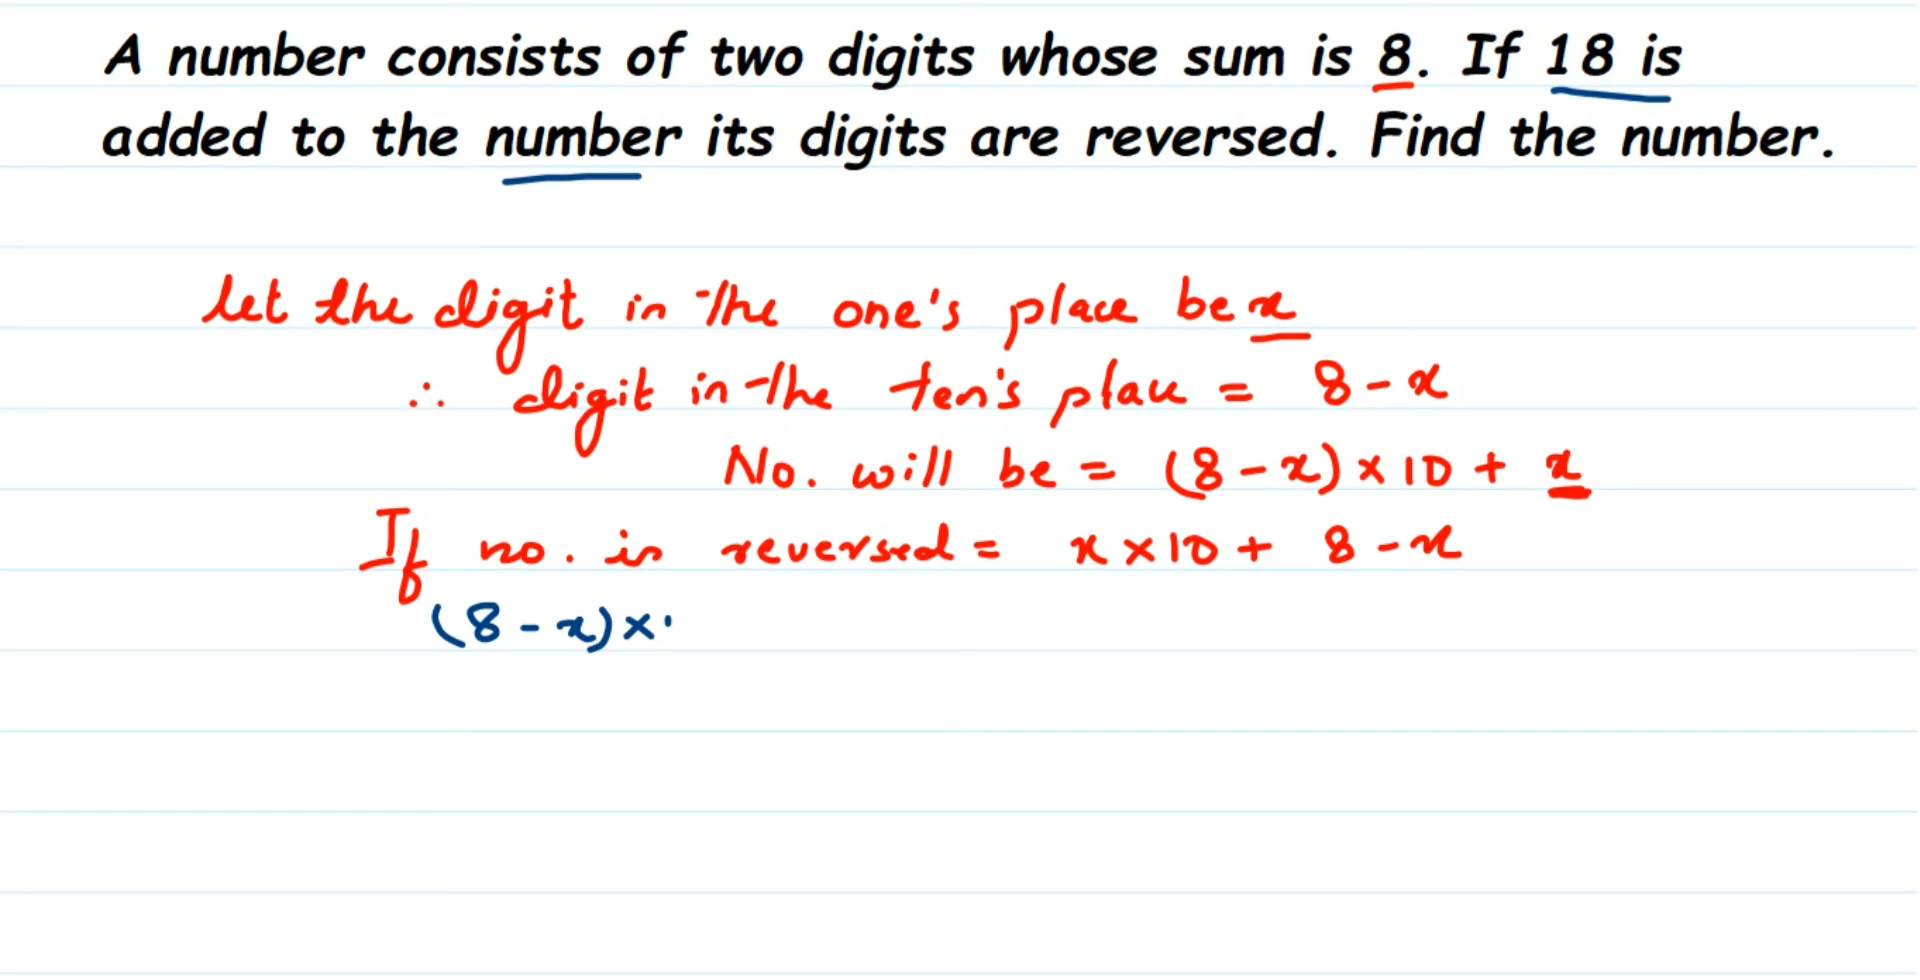 A number consists of two digits whose sum is 8. If 18 is
added to the number its digits are reversed. Find the number.
let the digit in the one's place be x
∴ digit in the ten's place = 8 - x
No. will be = (8 - x) × 10 + x
If no. is reversed = x × 10 + 8 - x
(8 - x) ×